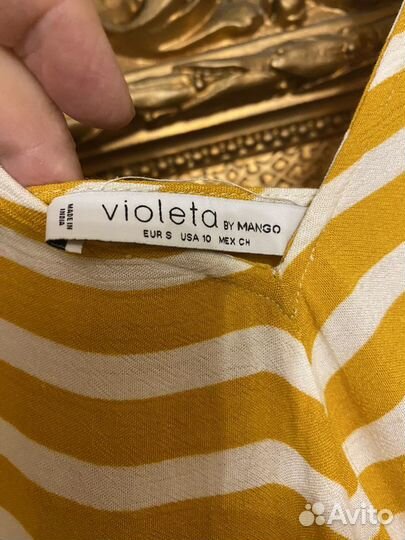 violeta BY MANGO
EUR S USA 10 MEX CH
MADE IN
INDIA
Avito